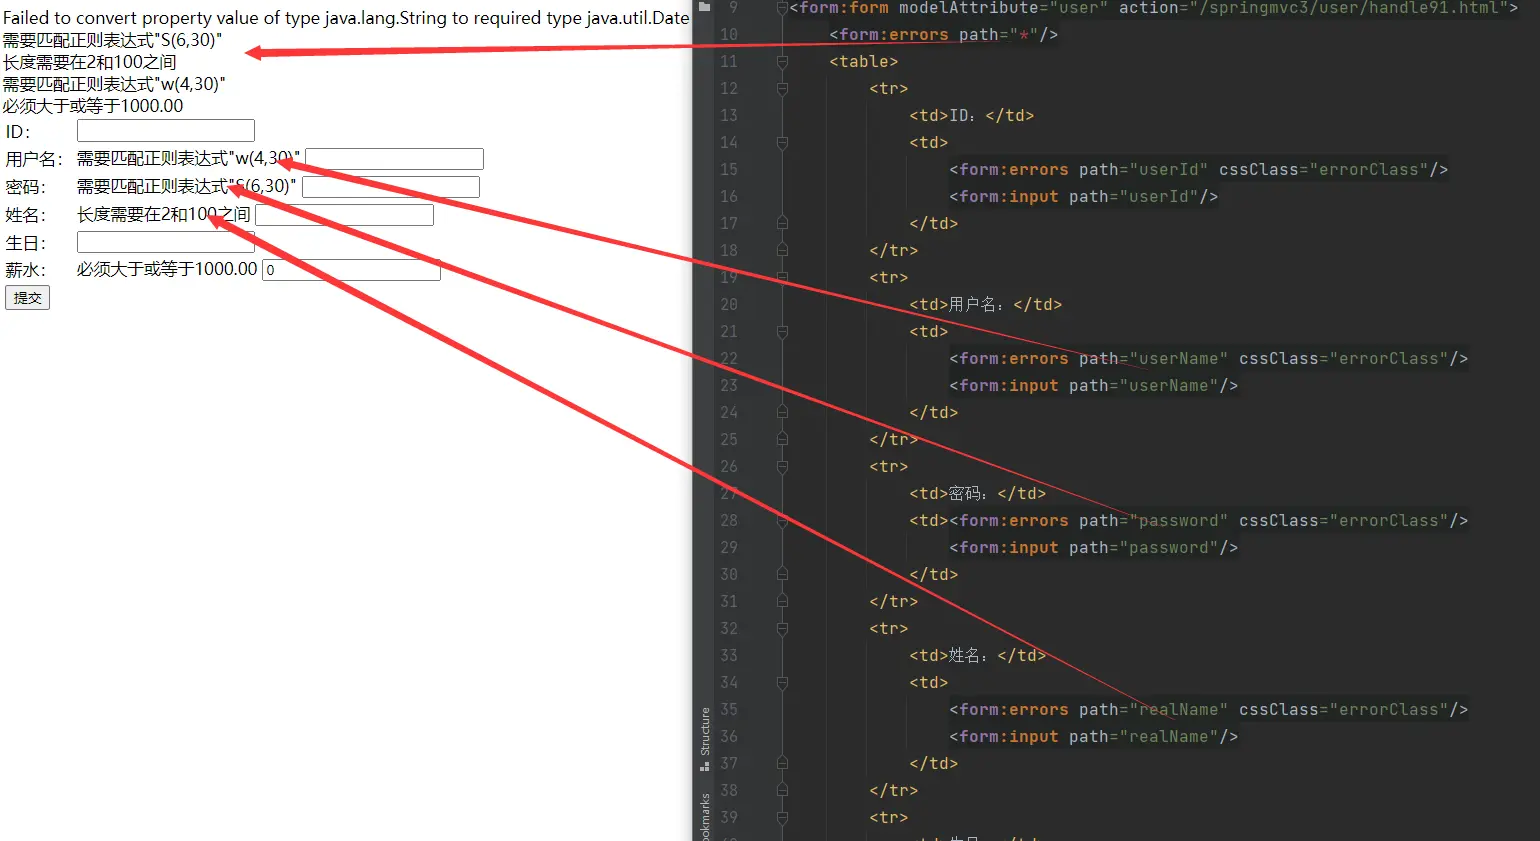 Failed to convert property value of type java.lang.String to required type java.util.Date
需要匹配正则表达式"S(6,30)"
长度需要在2和100之间
需要匹配正则表达式"w(4,30)"
必须大于或等于1000.00
ID：
用户名： 需要匹配正则表达式"w(4,30)"
密码： 需要匹配正则表达式"S(6,30)"
姓名： 长度需要在2和100之间
生日：
薪水： 必须大于或等于1000.00 0
提交
9 <form:form modelAttribute="user" action="/springmvc3/user/handle91.html">
10 <form:errors path="*"/>
11 <table>
12 <tr>
13 <td>ID：</td>
14 <td>
15 <form:errors path="userId" cssClass="errorClass"/>
16 <form:input path="userId"/>
17 </td>
18 </tr>
19 <tr>
20 <td>用户名：</td>
21 <td>
22 <form:errors path="userName" cssClass="errorClass"/>
23 <form:input path="userName"/>
24 </td>
25 </tr>
26 <tr>
27 <td>密码：</td>
28 <td><form:errors path="password" cssClass="errorClass"/>
29 <form:input path="password"/>
30 </td>
31 </tr>
32 <tr>
33 <td>姓名：</td>
34 <td>
35 <form:errors path="realName" cssClass="errorClass"/>
36 <form:input path="realName"/>
37 </td>
38 </tr>
39 <tr>
Structure